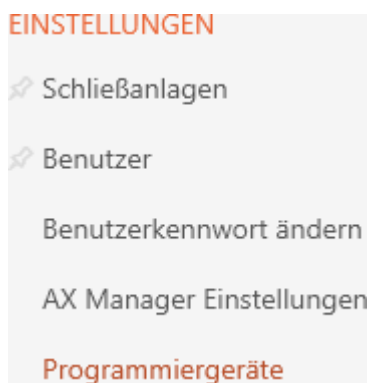 EINSTELLUNGEN
Schließanlagen
Benutzer
Benutzerkennwort ändern
AX Manager Einstellungen
Programmiergeräte